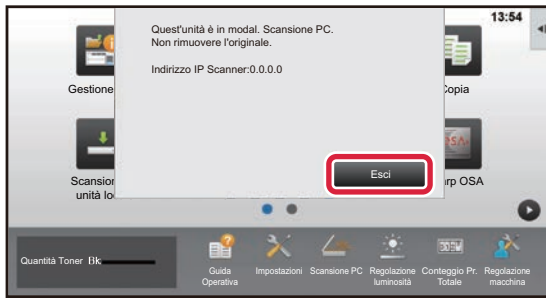 Quest'unità è in modal. Scansione PC.
Non rimuovere l'originale.
Indirizzo IP Scanner:0.0.0.0
Esci
13:54
Gestione
Copia
Scansion
unità lo
rp OSA
Quantità Toner Bk
Guida
Operativa
Impostazioni
Scansione PC
Regolazione
luminosità
Conteggio Pr.
Totale
Regolazione
macchina